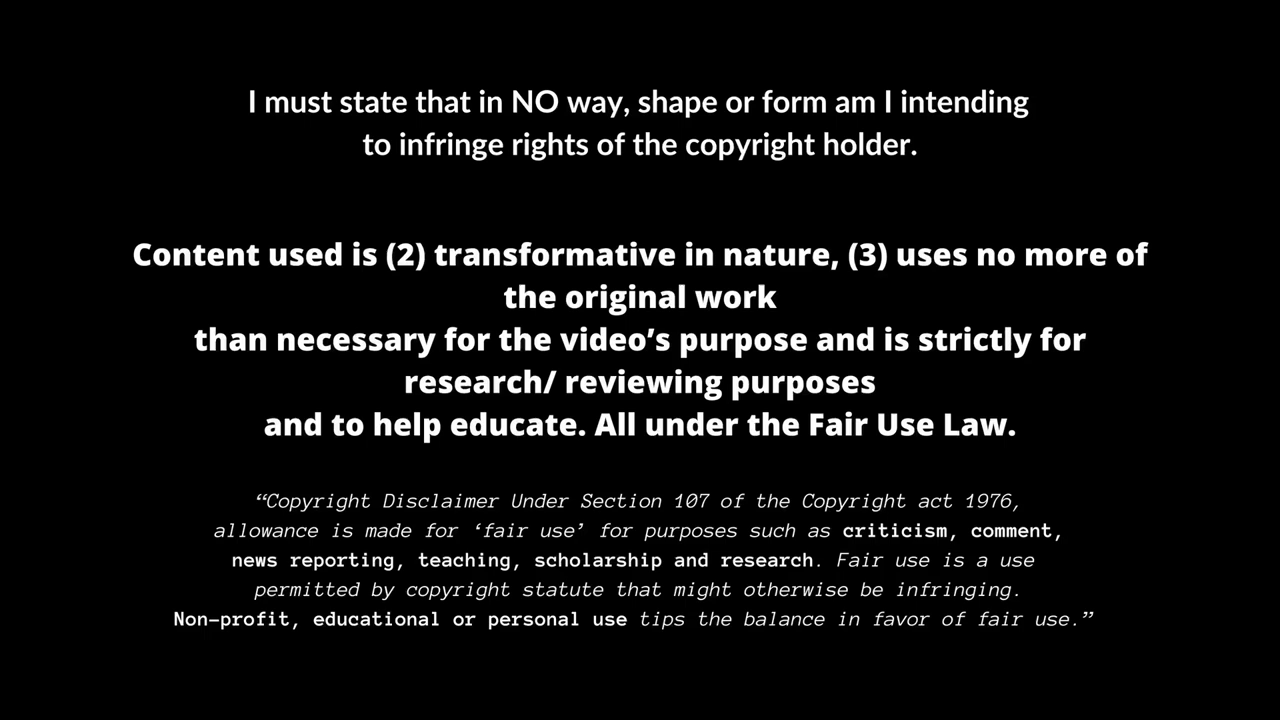 I must state that in NO way, shape or form am I intending
to infringe rights of the copyright holder.
Content used is (2) transformative in nature, (3) uses no more of
the original work
than necessary for the video’s purpose and is strictly for
research/ reviewing purposes
and to help educate. All under the Fair Use Law.
“Copyright Disclaimer Under Section 107 of the Copyright act 1976,
allowance is made for ‘fair use’ for purposes such as criticism, comment,
news reporting, teaching, scholarship and research. Fair use is a use
permitted by copyright statute that might otherwise be infringing.
Non-profit, educational or personal use tips the balance in favor of fair use.”